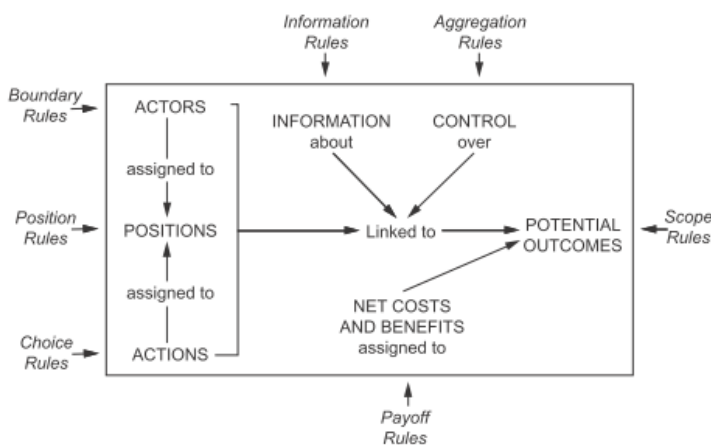 Information
Rules
Aggregation
Rules
Boundary
Rules
ACTORS
assigned to
INFORMATION
about
CONTROL
over
Position
Rules
POSITIONS
Linked to
POTENTIAL
OUTCOMES
Scope
Rules
assigned to
NET COSTS
AND BENEFITS
assigned to
Choice
Rules
ACTIONS
Payoff
Rules